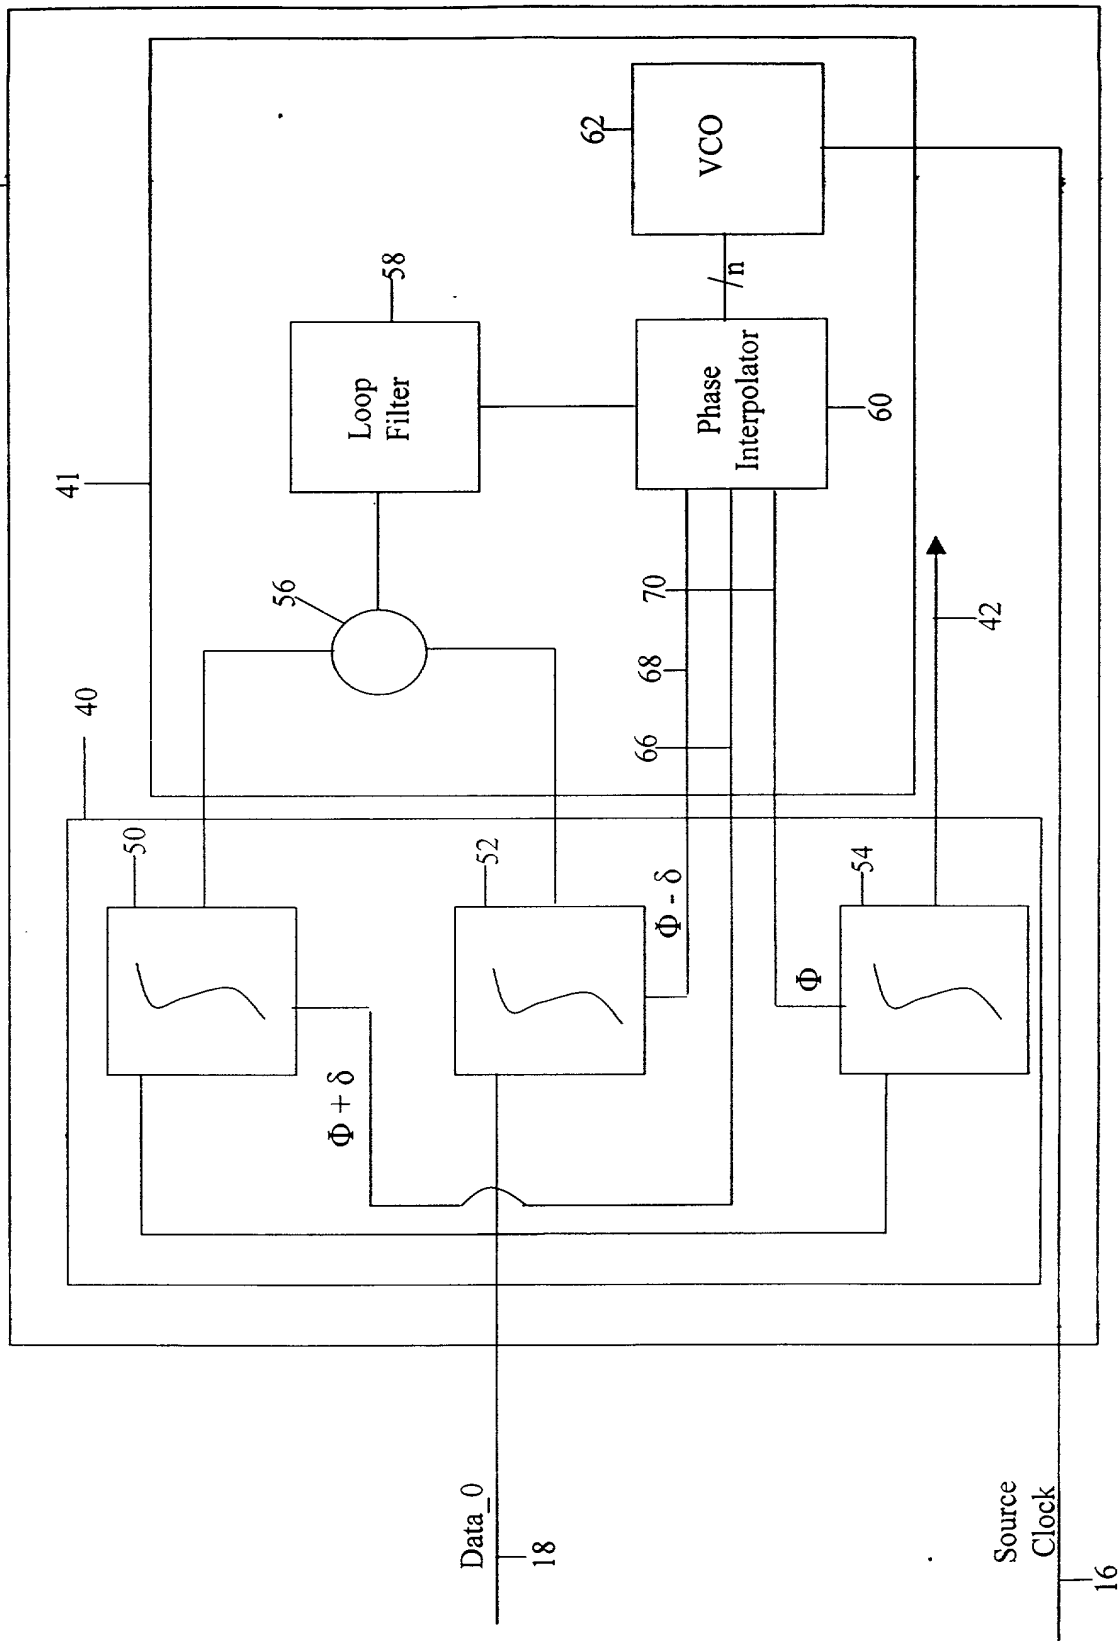 40
41
50
56
58
62
Loop
Filter
VCO
Φ + δ
52
Φ - δ
66
68
70
Phase
Interpolator
n
60
Data_0
18
Φ
54
42
Source
Clock
16